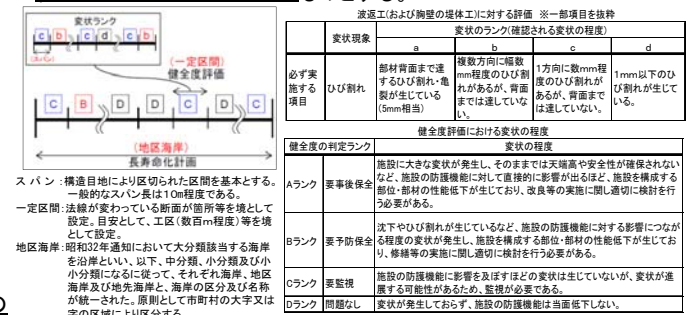 のとする。
変状ランク
c b c d c b
(スパン)
(一定区間)
健全度評価
C B D D C D C
(地区海岸)
長寿命化計画
ス パ ン:構造目地により区切られた区間を基本とする。
一般的なスパン長は10m程度である。
一定区間:法線が変わっている断面が箇所等を境として
設定。目安として、工区(数百m程度)等を境
として設定。
地区海岸:昭和32年通知において大分類該当する海岸
を沿岸といい、以下、中分類、小分類及び小
小分類になるに従って、それぞれ海岸、地区
海岸及び地先海岸と、海岸の区分及び名称
が統一された。原則として市町村の大字又は
字の区域により区分する
波返工(および胸壁の堤体工)に対する評価 ※一部項目を抜粋
変状現象 変状のランク(確認される変状の程度)
a b c d
必ず実施する項目 ひび割れ 部材背面まで達するひび割れ・亀裂が生じている(5mm相当) 複数方向に幅数mm程度のひび割れがあるが、背面までは達していない。 1方向に数mm程度のひび割れがあるが、背面までは達していない。 1mm以下のひび割れが生じている。
健全度評価における変状の程度
健全度の判定ランク 変状の程度
Aランク 要事後保全 施設に大きな変状が発生し、そのままでは天端高や安全性が確保されないなど、施設の防護機能に対して直接的に影響が出るほど、施設を構成する部位・部材の性能低下が生じており、改良等の実施に関し適切に検討を行う必要がある。
Bランク 要予防保全 沈下やひび割れが生じているなど、施設の防護機能に対する影響につながる程度の変状が発生し、施設を構成する部位・部材の性能低下が生じており、修繕等の実施に関し適切に検討を行う必要がある。
Cランク 要監視 施設の防護機能に影響を及ぼすほどの変状は生じていないが、変状が進展する可能性があるため、監視が必要である。
Dランク 問題なし 変状が発生しておらず、施設の防護機能は当面低下しない。